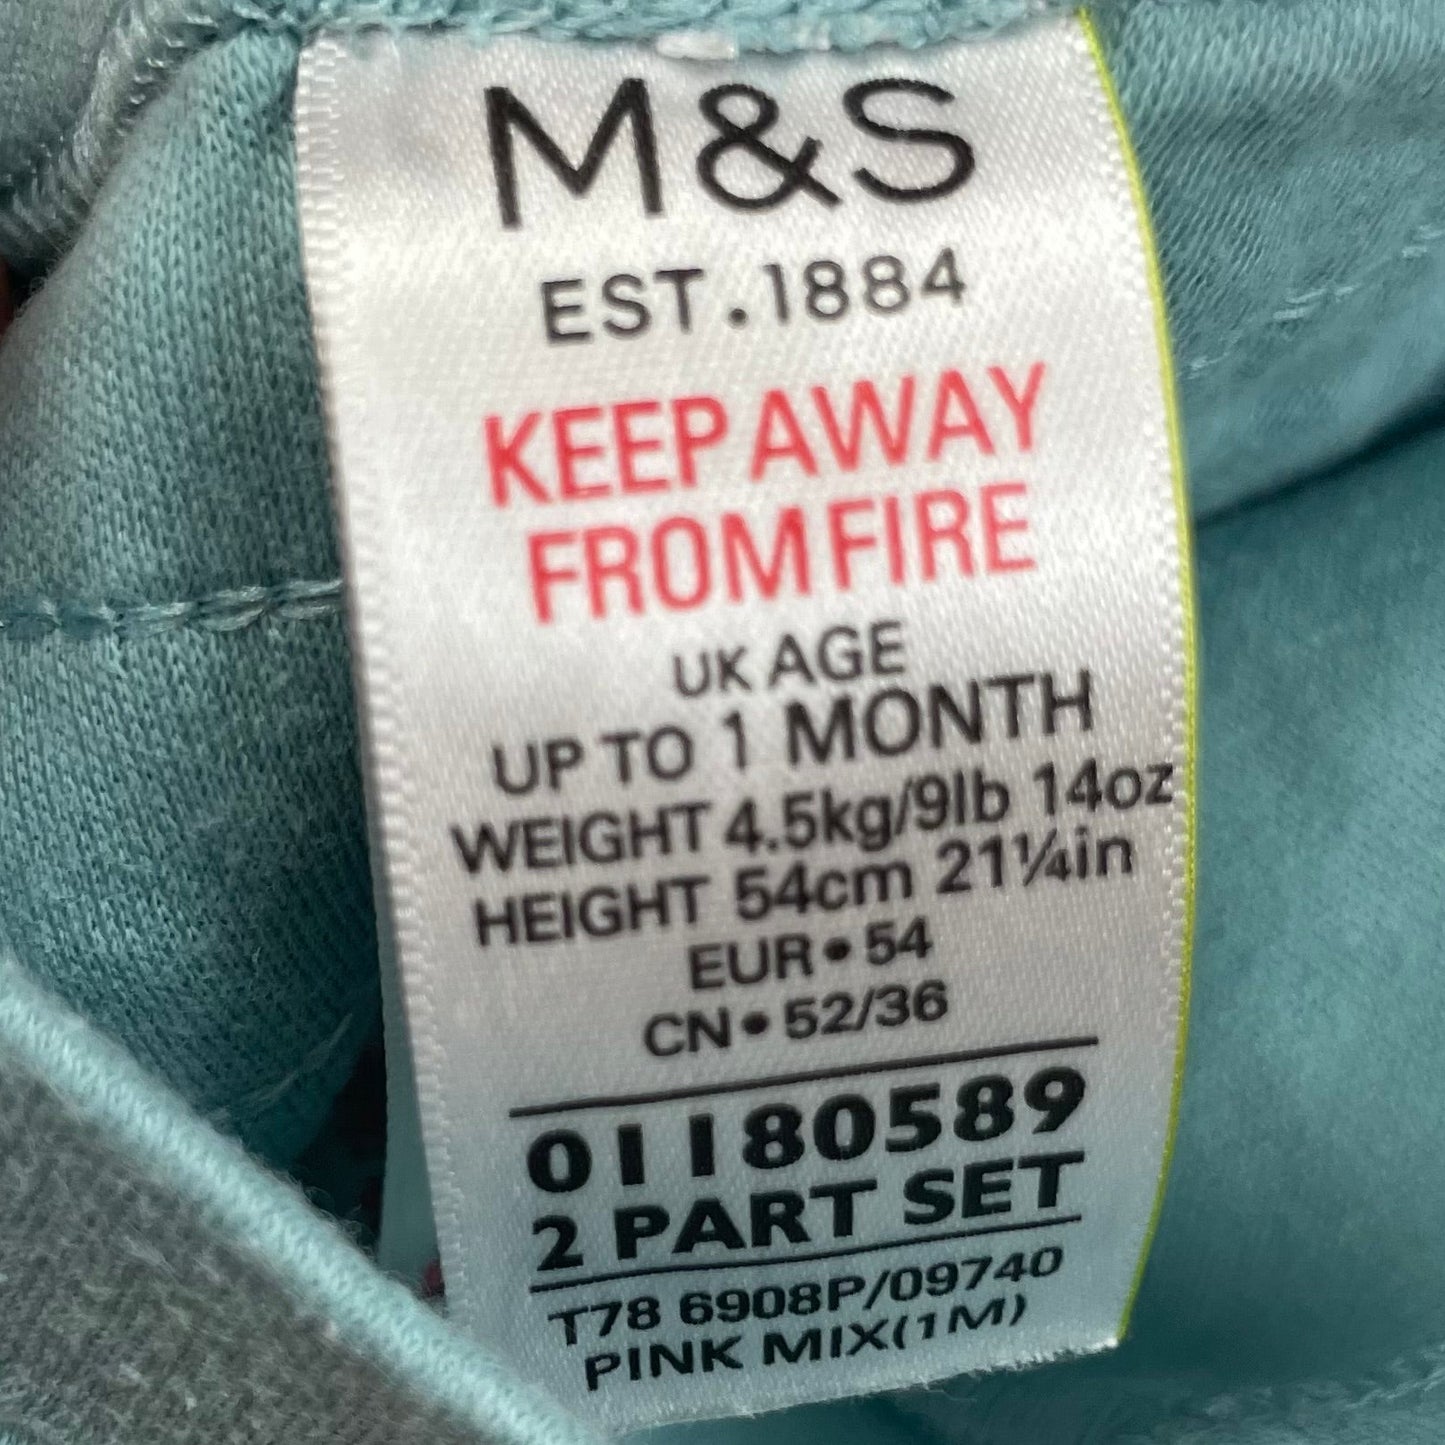 M&S
EST.1884
KEEP AWAY
FROM FIRE
UK AGE
UP TO 1 MONTH
WEIGHT 4.5kg/9lb 14oz
HEIGHT 54cm 21¼in
EUR•54
CN•52/36
01180589
2 PART SET
T78 6908P/09740
PINK MIX(1M)